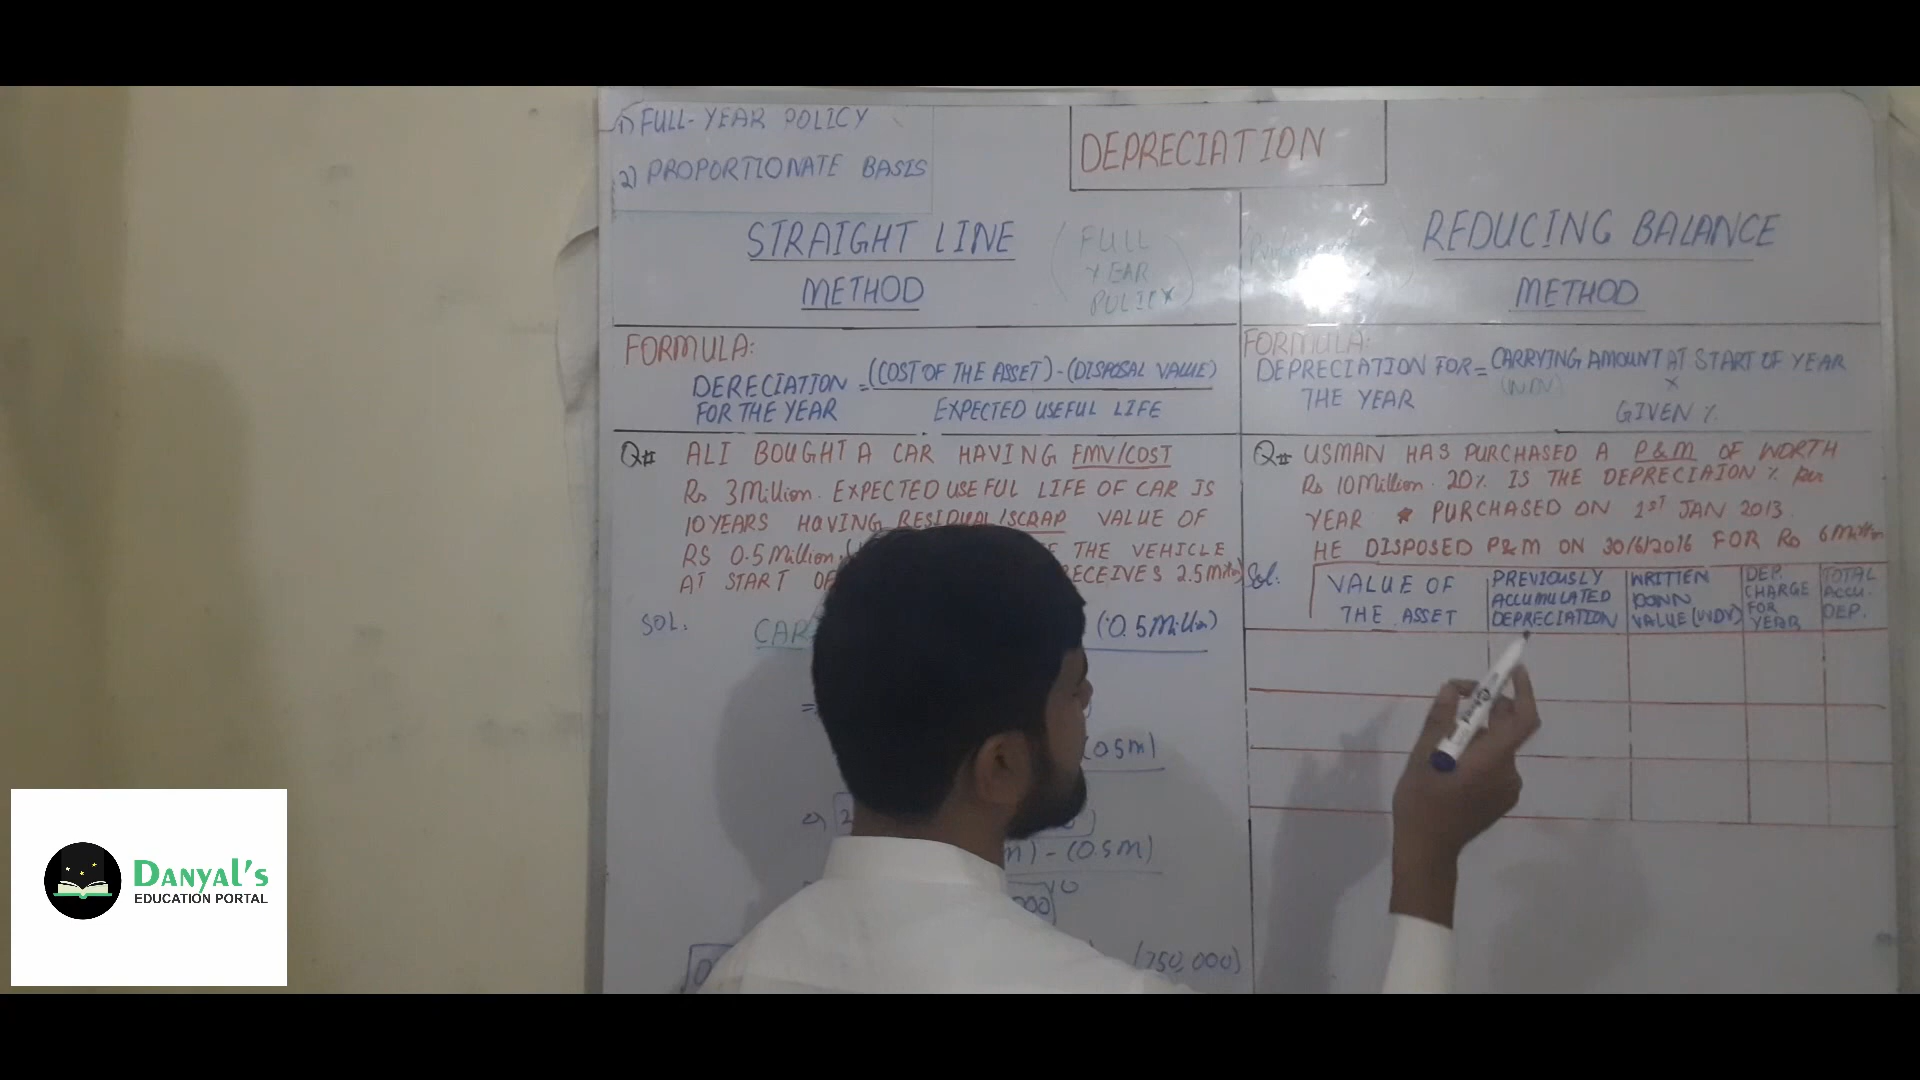 1) FULL-YEAR POLICY
2) PROPORTIONATE BASIS
DEPRECIATION
STRAIGHT LINE
METHOD
FULL
YEAR
POLICY
FORMULA:
DERECIATION
FOR THE YEAR
= (COST OF THE ASSET) - (DISPOSAL VALUE)
EXPECTED USEFUL LIFE
Q# ALI BOUGHT A CAR HAVING FMV/COST
Rs 3 Million. EXPECTED USEFUL LIFE OF CAR IS
10 YEARS HAVING RESIDUAL/SCRAP VALUE OF
RS 0.5 Million THE VEHICLE
AT START OF RECEIVES 2.5 Million
SOL:
(0.5 Million)
(0.5m)
) - (0.5m)
(750,000)
REDUCING BALANCE
METHOD
FORMULA:
DEPRECIATION FOR = CARRYING AMOUNT AT START OF YEAR
THE YEAR
(WDV)
×
GIVEN %
Q# USMAN HAS PURCHASED A P&M OF WORTH
Rs 10 Million. 20% IS THE DEPRECIAION % per
YEAR * PURCHASED ON 1ST JAN 2013.
HE DISPOSED P&M ON 30/6/2016 FOR Rs 6 Million
Sol:
VALUE OF
THE ASSET
PREVIOUSLY
ACCUMULATED
DEPRECIATION
WRITTEN
DOWN
VALUE (WDV)
DEP.
CHARGE
FOR
YEAR
TOTAL
ACCU.
DEP.
DANYAL'S
EDUCATION PORTAL